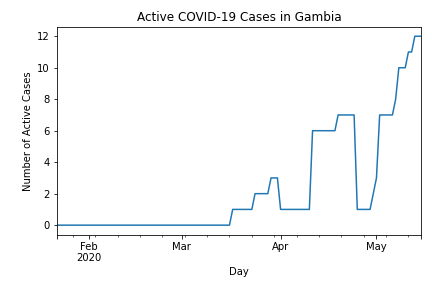 Active COVID-19 Cases in Gambia
12
10
8
6
4
2
0
Number of Active Cases
Feb
2020
Mar
Apr
May
Day